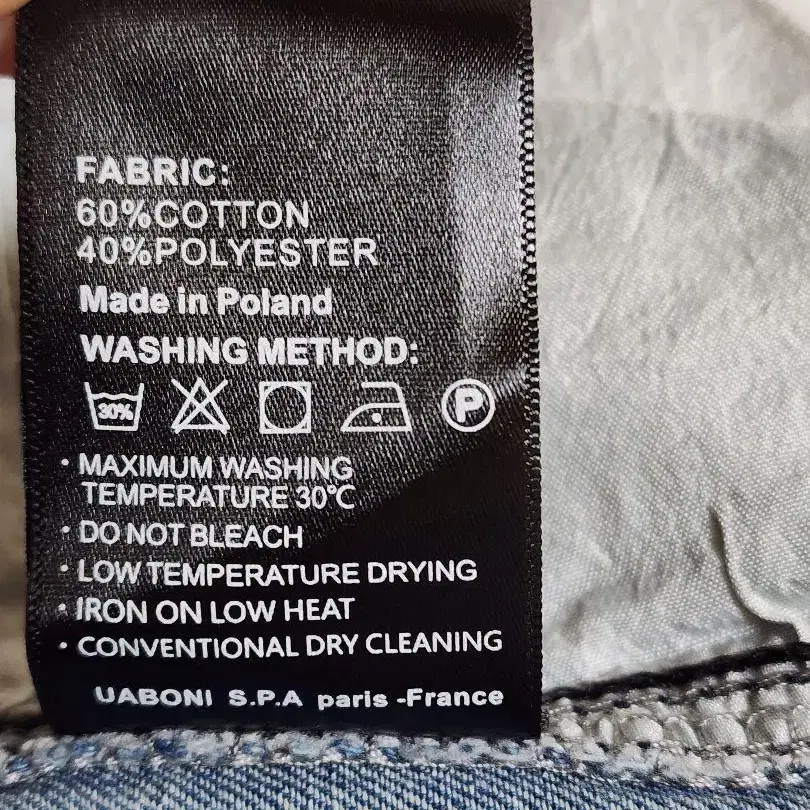 FABRIC:
60%COTTON
40%POLYESTER
Made in Poland
WASHING METHOD:
30% P
• MAXIMUM WASHING
TEMPERATURE 30℃
• DO NOT BLEACH
• LOW TEMPERATURE DRYING
• IRON ON LOW HEAT
• CONVENTIONAL DRY CLEANING
UABONI S.P.A paris -France